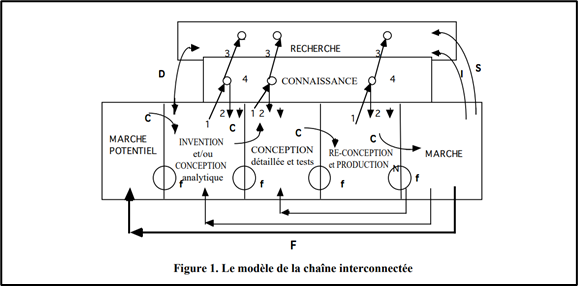 3 3 3
RECHERCHE
D I S
4 CONNAISSANCE 4
1 2 1 2 1 2
C C C C
MARCHE
POTENTIEL
INVENTION
et/ou
CONCEPTION
analytique
CONCEPTION
détaillée et tests
RE-CONCEPTION
et PRODUCTION
N
MARCHE
f f f f
F
Figure 1. Le modèle de la chaîne interconnectée